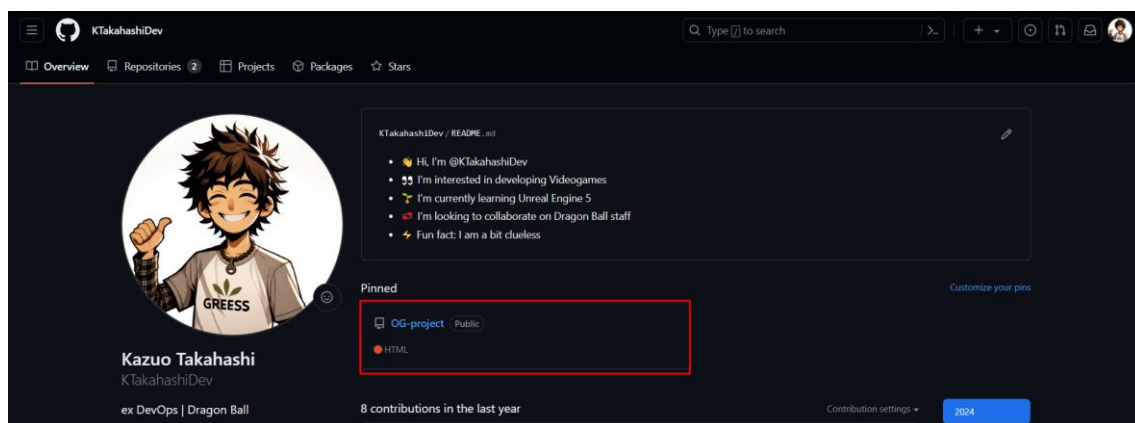 KTakahashiDev
Type / to search
Overview
Repositories 2
Projects
Packages
Stars
KTakahashiDev / README.md
👋 Hi, I'm @KTakahashiDev
👀 I'm interested in developing Videogames
🌱 I'm currently learning Unreal Engine 5
💞️ I'm looking to collaborate on Dragon Ball staff
⚡ Fun fact: I am a bit clueless
GREESS
Pinned
Customize your pins
OG-project Public
HTML
Kazuo Takahashi
KTakahashiDev
ex DevOps | Dragon Ball
8 contributions in the last year
Contribution settings
2024